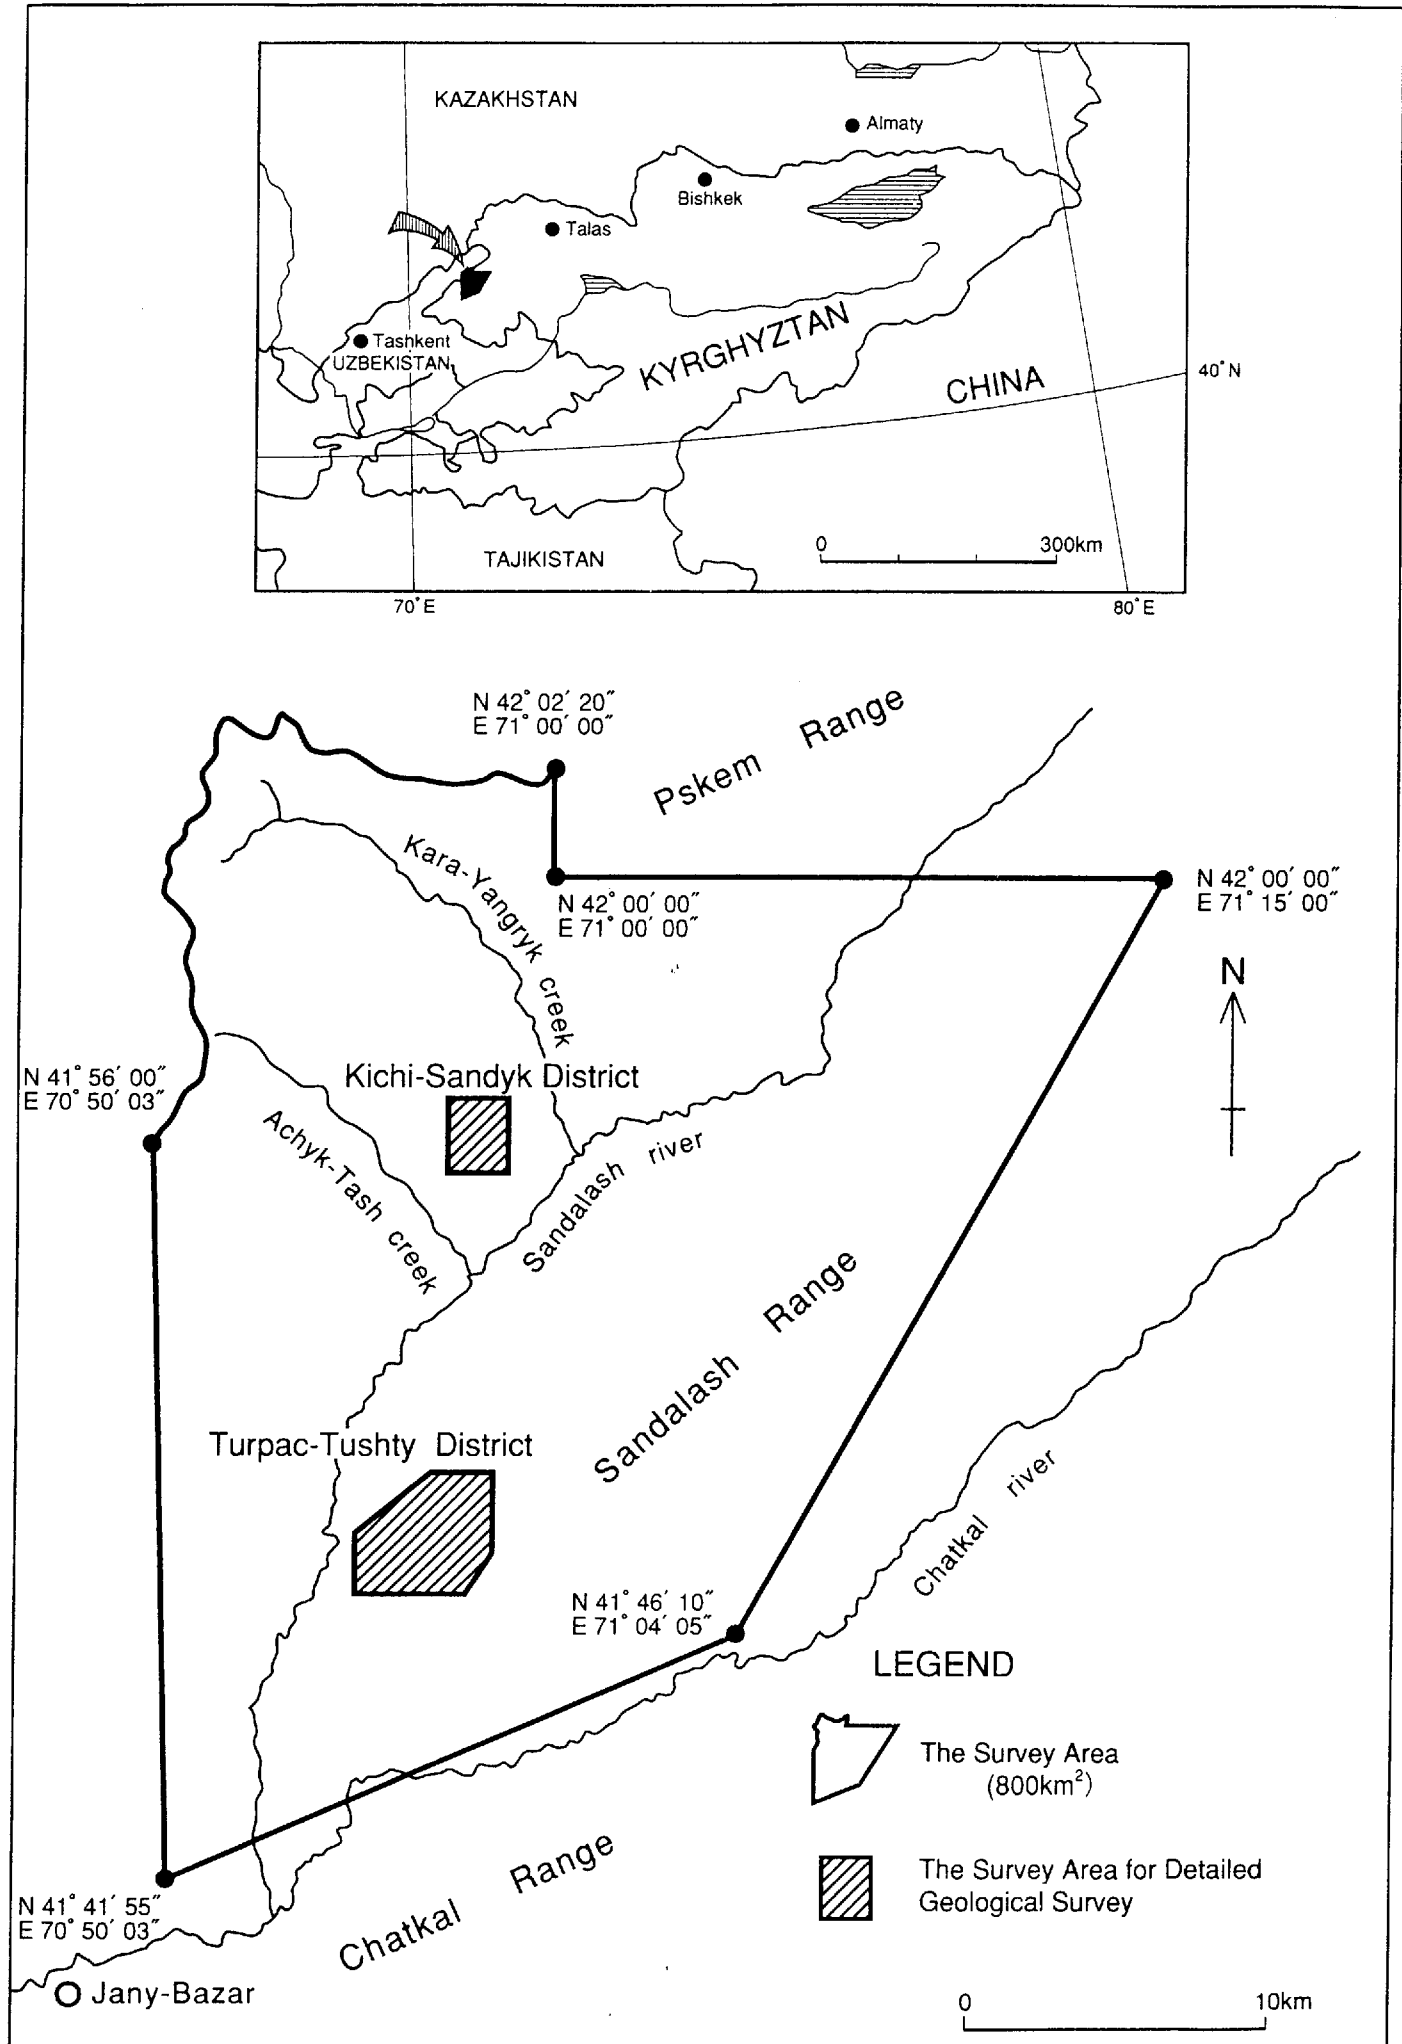 KAZAKHSTAN
Almaty
Bishkek
Talas
Tashkent
UZBEKISTAN
KYRGHYZTAN
CHINA
40°N
TAJIKISTAN
0 300km
70°E 80°E
N 42° 02′ 20″
E 71° 00′ 00″
Pskem Range
Kara-Yangryk creek
N 42° 00′ 00″
E 71° 00′ 00″
N 42° 00′ 00″
E 71° 15′ 00″
N
N 41° 56′ 00″
E 70° 50′ 03″
Kichi-Sandyk District
Achyk-Tash creek
Sandalash river
Sandalash Range
Turpac-Tushty District
Chatkal river
N 41° 46′ 10″
E 71° 04′ 05″
LEGEND
The Survey Area
(800km²)
The Survey Area for Detailed
Geological Survey
N 41° 41′ 55″
E 70° 50′ 03″
Chatkal Range
Jany-Bazar
0 10km